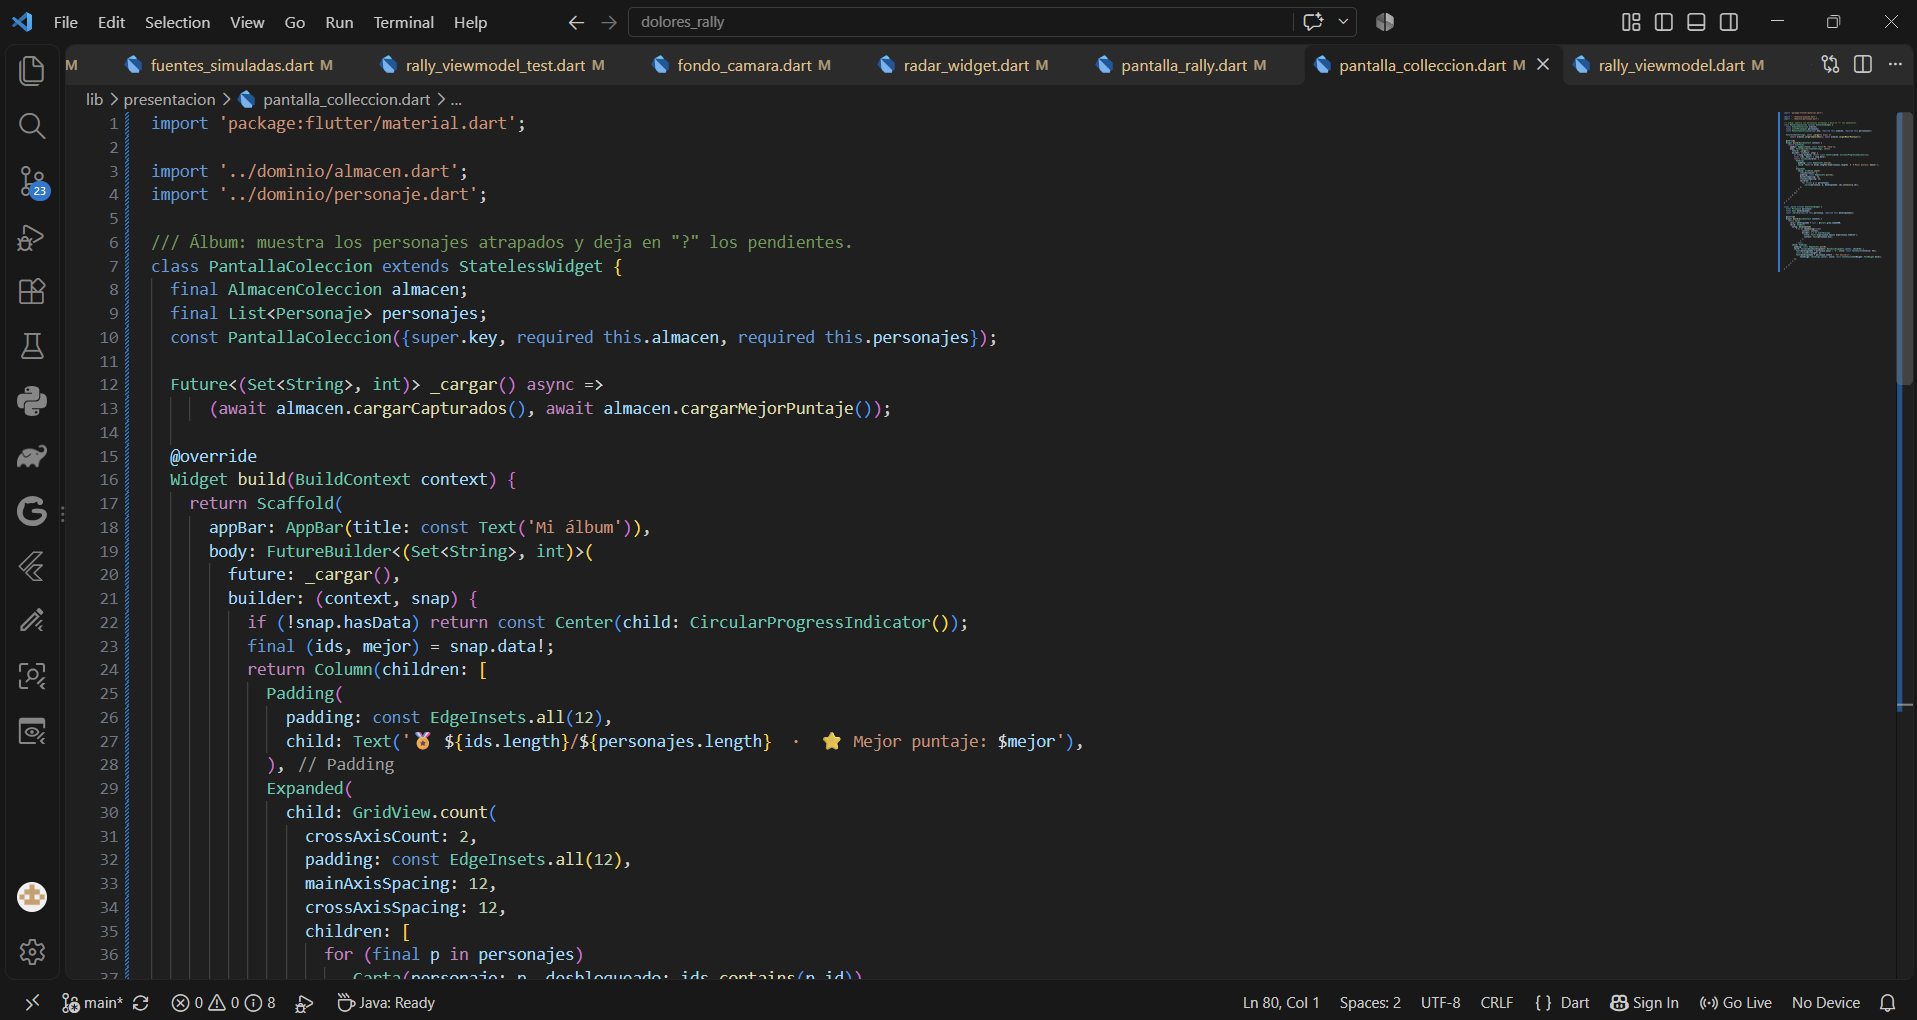 File Edit Selection View Go Run Terminal Help
dolores_rally
M
fuentes_simuladas.dart M
rally_viewmodel_test.dart M
fondo_camara.dart M
radar_widget.dart M
pantalla_rally.dart M
pantalla_colleccion.dart M
rally_viewmodel.dart M
lib > presentacion > pantalla_colleccion.dart > ...
1 import 'package:flutter/material.dart';
2
3 import '../dominio/almacen.dart';
4 import '../dominio/personaje.dart';
5
6 /// Álbum: muestra los personajes atrapados y deja en "?" los pendientes.
7 class PantallaColeccion extends StatelessWidget {
8 final AlmacenColeccion almacen;
9 final List<Personaje> personajes;
10 const PantallaColeccion({super.key, required this.almacen, required this.personajes});
11
12 Future<(Set<String>, int)> _cargar() async =>
13 (await almacen.cargarCapturados(), await almacen.cargarMejorPuntaje());
14
15 @override
16 Widget build(BuildContext context) {
17 return Scaffold(
18 appBar: AppBar(title: const Text('Mi álbum')),
19 body: FutureBuilder<(Set<String>, int)>(
20 future: _cargar(),
21 builder: (context, snap) {
22 if (!snap.hasData) return const Center(child: CircularProgressIndicator());
23 final (ids, mejor) = snap.data!;
24 return Column(children: [
25 Padding(
26 padding: const EdgeInsets.all(12),
27 child: Text('🏅 ${ids.length}/${personajes.length} · ⭐ Mejor puntaje: $mejor'),
28 ), // Padding
29 Expanded(
30 child: GridView.count(
31 crossAxisCount: 2,
32 padding: const EdgeInsets.all(12),
33 mainAxisSpacing: 12,
34 crossAxisSpacing: 12,
35 children: [
36 for (final p in personajes)
37 Carta(personaje: p, desbloqueado: ids.contains(p.id))
23
main* 0 0 8 Java: Ready
Ln 80, Col 1 Spaces: 2 UTF-8 CRLF { } Dart Sign In Go Live No Device